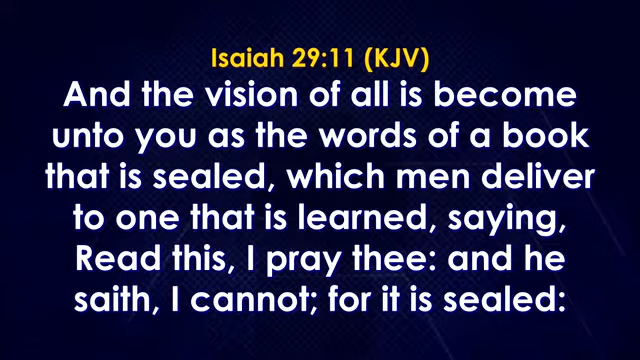 Isaiah 29:11 (KJV)
And the vision of all is become
unto you as the words of a book
that is sealed, which men deliver
to one that is learned, saying,
Read this, I pray thee: and he
saith, I cannot; for it is sealed: